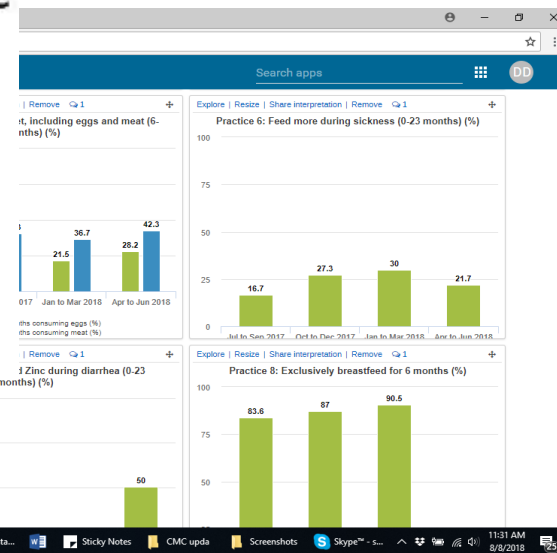 Search apps
DD
| Remove 1
Explore | Resize | Share interpretation | Remove 1
et, including eggs and meat (6-
nths) (%)
36.7
42.3
21.5
28.2
017 Jan to Mar 2018 Apr to Jun 2018
ths consuming eggs (%)
ths consuming meat (%)
Practice 6: Feed more during sickness (0-23 months) (%)
100
75
50
25
0
16.7
27.3
30
21.7
Jul to Sep 2017 Oct to Dec 2017 Jan to Mar 2018 Apr to Jun 2018
| Remove 1
Explore | Resize | Share interpretation | Remove 1
d Zinc during diarrhea (0-23
months) (%)
50
Practice 8: Exclusively breastfeed for 6 months (%)
100
75
50
83.6
87
90.5
ta... Sticky Notes CMC upda Screenshots Skype™ - s... 11:31 AM
8/8/2018
25